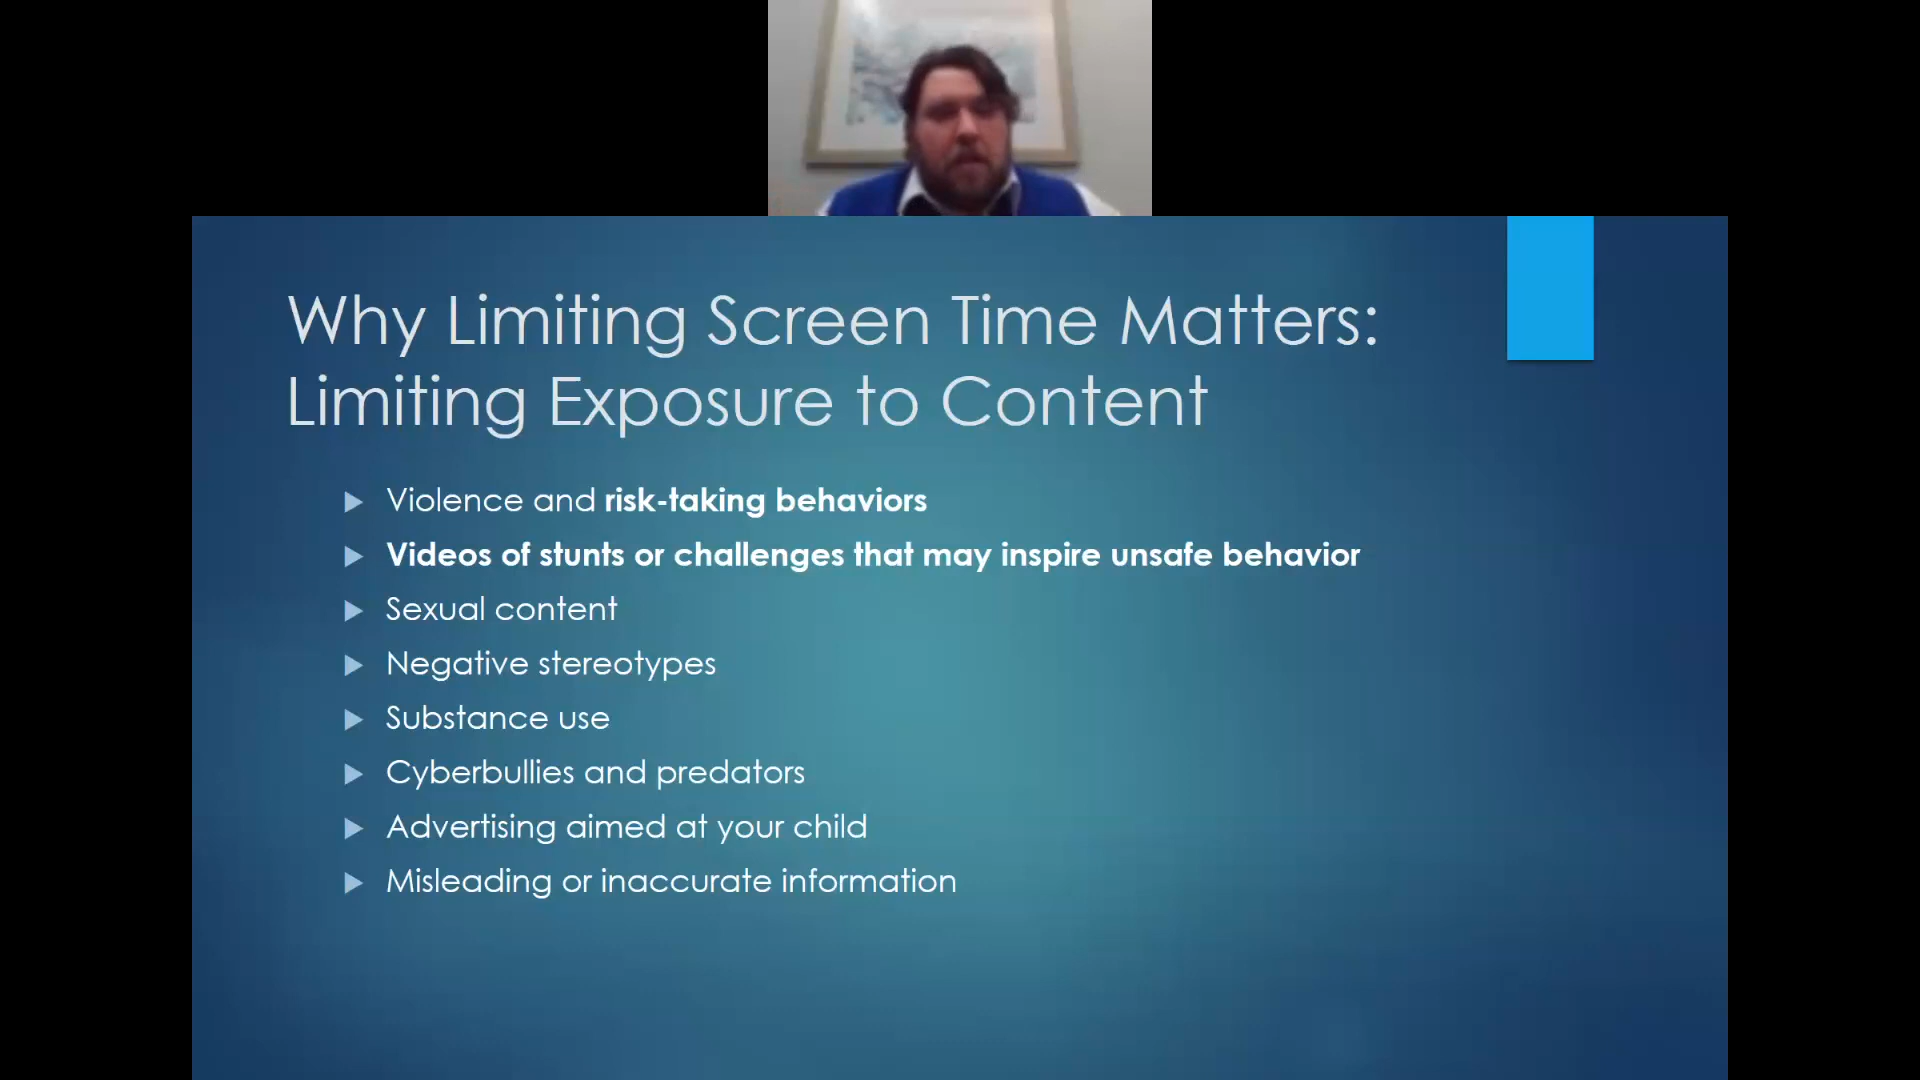 Why Limiting Screen Time Matters:
Limiting Exposure to Content
Violence and risk-taking behaviors
Videos of stunts or challenges that may inspire unsafe behavior
Sexual content
Negative stereotypes
Substance use
Cyberbullies and predators
Advertising aimed at your child
Misleading or inaccurate information